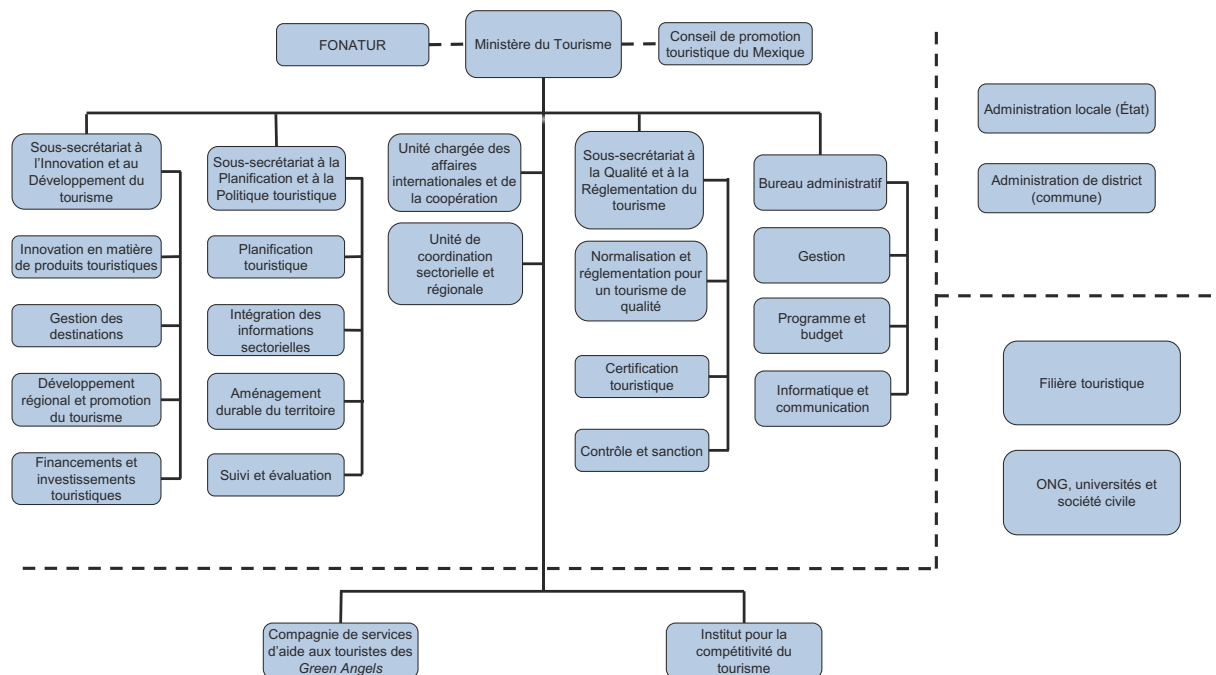 FONATUR
Ministère du Tourisme
Conseil de promotion
touristique du Mexique
Sous-secrétariat à
l'Innovation et au
Développement du
tourisme
Innovation en matière
de produits touristiques
Gestion des
destinations
Développement
régional et promotion
du tourisme
Financements et
investissements
touristiques
Sous-secrétariat à la
Planification et à la
Politique touristique
Planification
touristique
Intégration des
informations
sectorielles
Aménagement
durable du territoire
Suivi et évaluation
Unité chargée des
affaires
internationales et de
la coopération
Unité de
coordination
sectorielle et
régionale
Sous-secrétariat à
la Qualité et à la
Réglementation du
tourisme
Normalisation et
réglementation pour
un tourisme de
qualité
Certification
touristique
Contrôle et sanction
Bureau administratif
Gestion
Programme et
budget
Informatique et
communication
Administration locale (État)
Administration de district
(commune)
Filière touristique
ONG, universités et
société civile
Compagnie de services
d'aide aux touristes des
Green Angels
Institut pour la
compétitivité du
tourisme